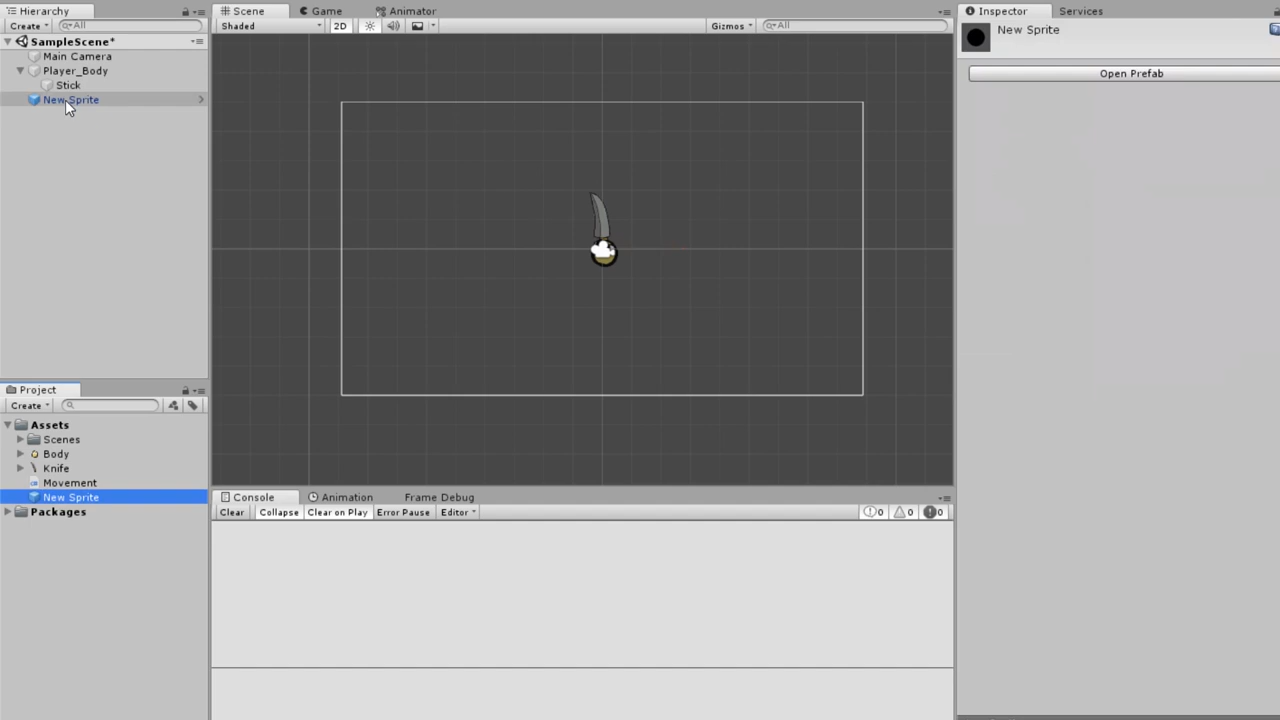 Hierarchy
Create All
SampleScene*
Main Camera
Player_Body
Stick
New Sprite
Scene Game Animator
Shaded 2D Gizmos All
Inspector Services
New Sprite
Open Prefab
Project
Create
Assets
Scenes
Body
Knife
Movement
New Sprite
Packages
Console Animation Frame Debug
Clear Collapse Clear on Play Error Pause Editor 0 0 0